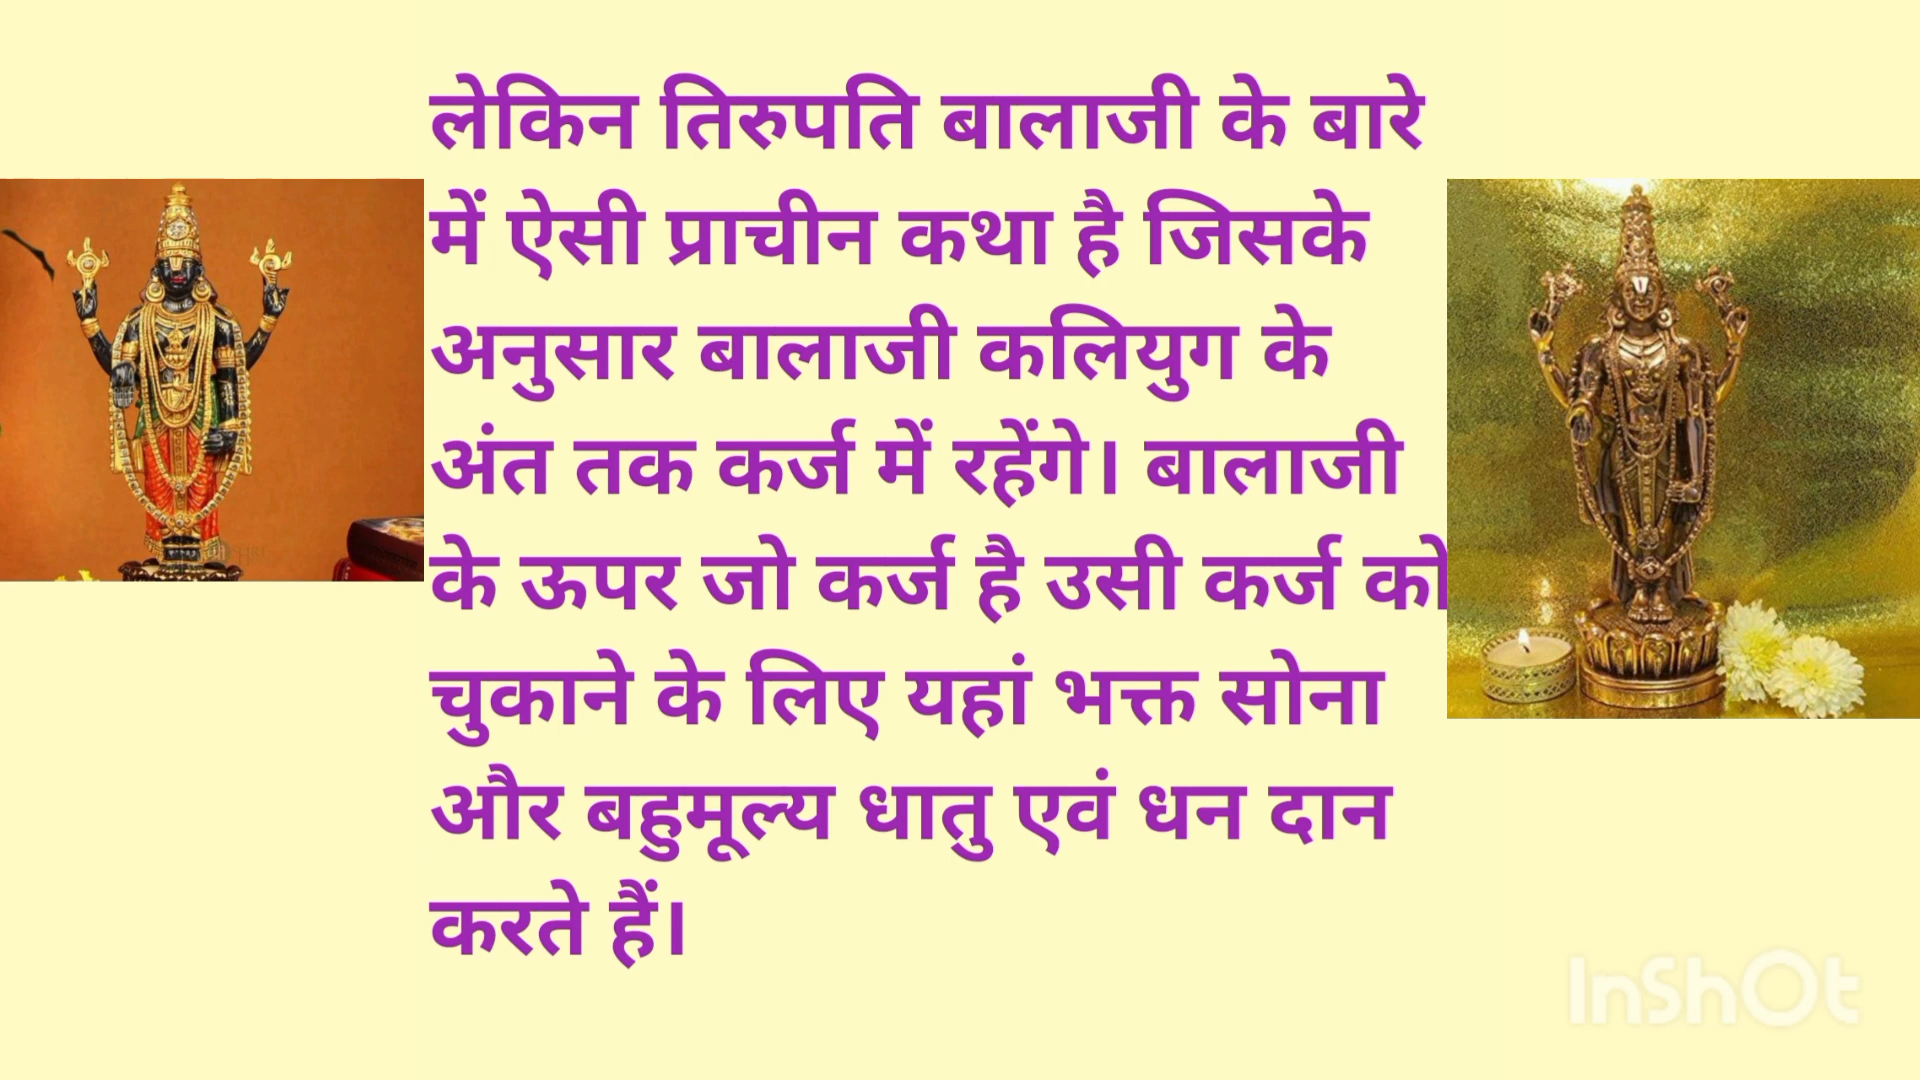 लेकिन तिरुपति बालाजी के बारे
में ऐसी प्राचीन कथा है जिसके
अनुसार बालाजी कलियुग के
अंत तक कर्ज में रहेंगे। बालाजी
के ऊपर जो कर्ज है उसी कर्ज को
चुकाने के लिए यहां भक्त सोना
और बहुमूल्य धातु एवं धन दान
करते हैं।
InShOt